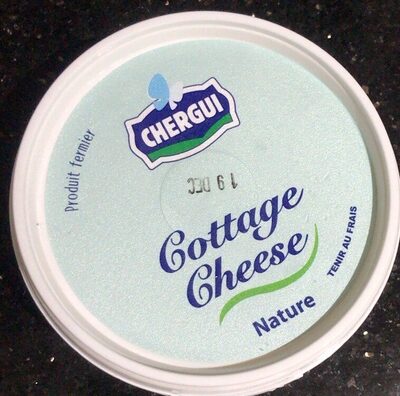 CHERGUI
Produit fermier
19 DEC
Cottage
Cheese
Nature
TENIR AU FRAIS